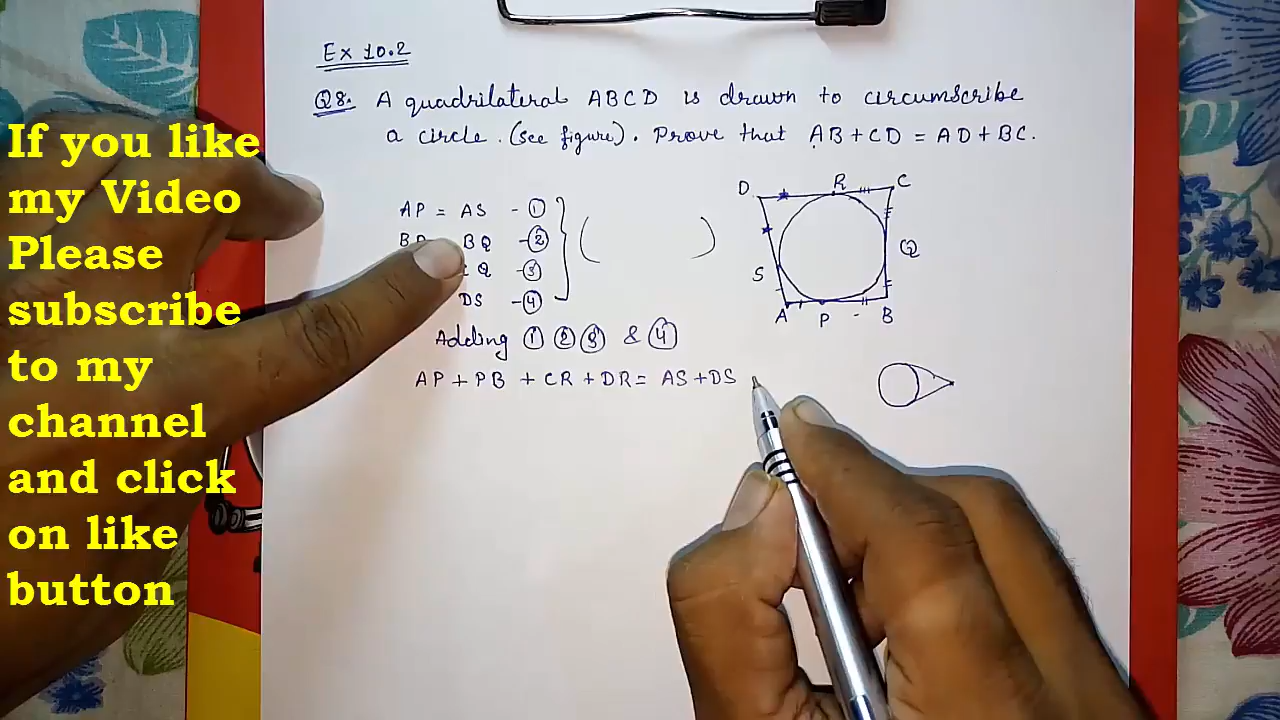 Ex 10.2
Q8. A quadrilateral ABCD is drawn to circumscribe
a circle. (see figure). Prove that AB + CD = AD + BC.
If you like
my Video
Please
subscribe
to my
channel
and click
on like
button
AP = AS - ①
BQ - ②
Q - ③
DS - ④
Adding ① ② ③ & ④
AP + PB + CR + DR = AS + DS
D R C
S Q
A P B